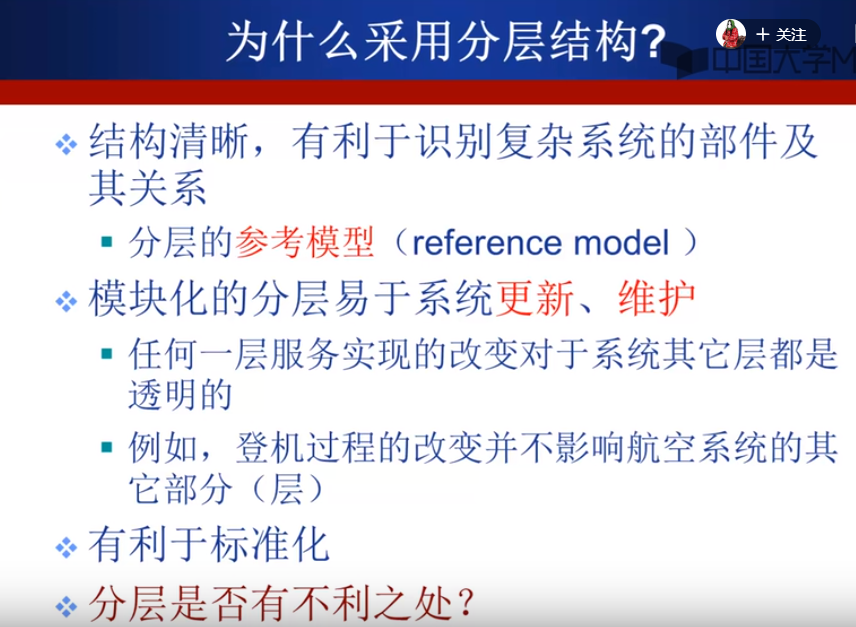 为什么采用分层结构?
+ 关注
中国大学M
结构清晰，有利于识别复杂系统的部件及
其关系
分层的参考模型（reference model ）
模块化的分层易于系统更新、维护
任何一层服务实现的改变对于系统其它层都是
透明的
例如，登机过程的改变并不影响航空系统的其
它部分（层）
有利于标准化
分层是否有不利之处？